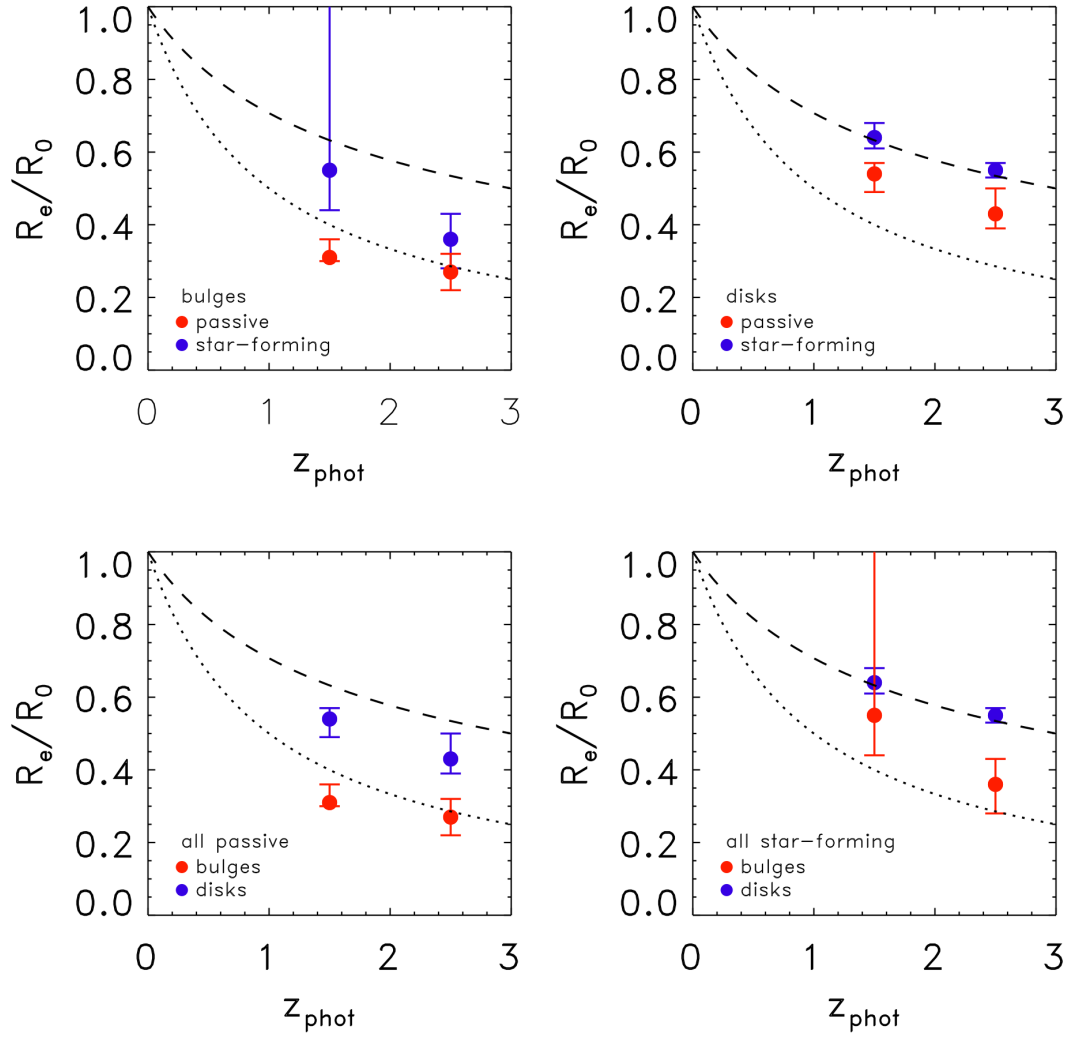 1.0
0.8
0.6
0.4
0.2
0.0
Re/R0
bulges
passive
star−forming
0 1 2 3
zphot
1.0
0.8
0.6
0.4
0.2
0.0
Re/R0
disks
passive
star−forming
0 1 2 3
zphot
1.0
0.8
0.6
0.4
0.2
0.0
Re/R0
all passive
bulges
disks
0 1 2 3
zphot
1.0
0.8
0.6
0.4
0.2
0.0
Re/R0
all star−forming
bulges
disks
0 1 2 3
zphot